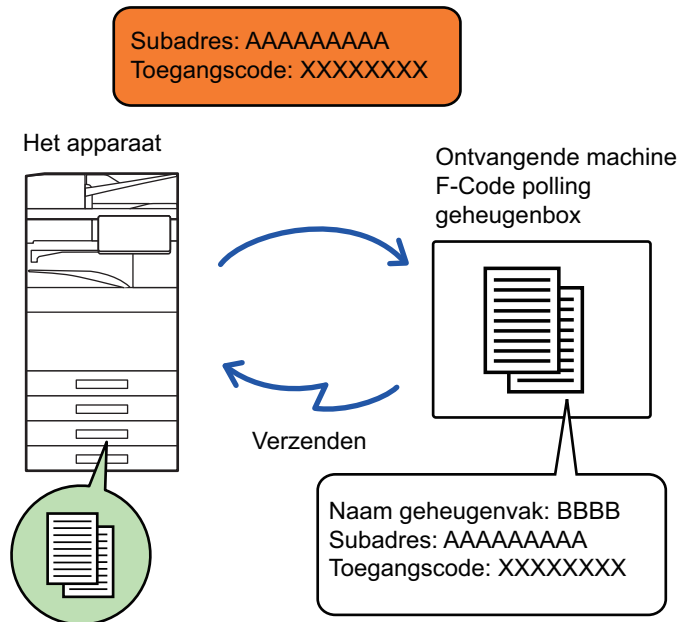 Subadres: AAAAAAAAA
Toegangscode: XXXXXXXX
Het apparaat
Ontvangende machine
F-Code polling
geheugenbox
Verzenden
Naam geheugenvak: BBBB
Subadres: AAAAAAAAA
Toegangscode: XXXXXXXX